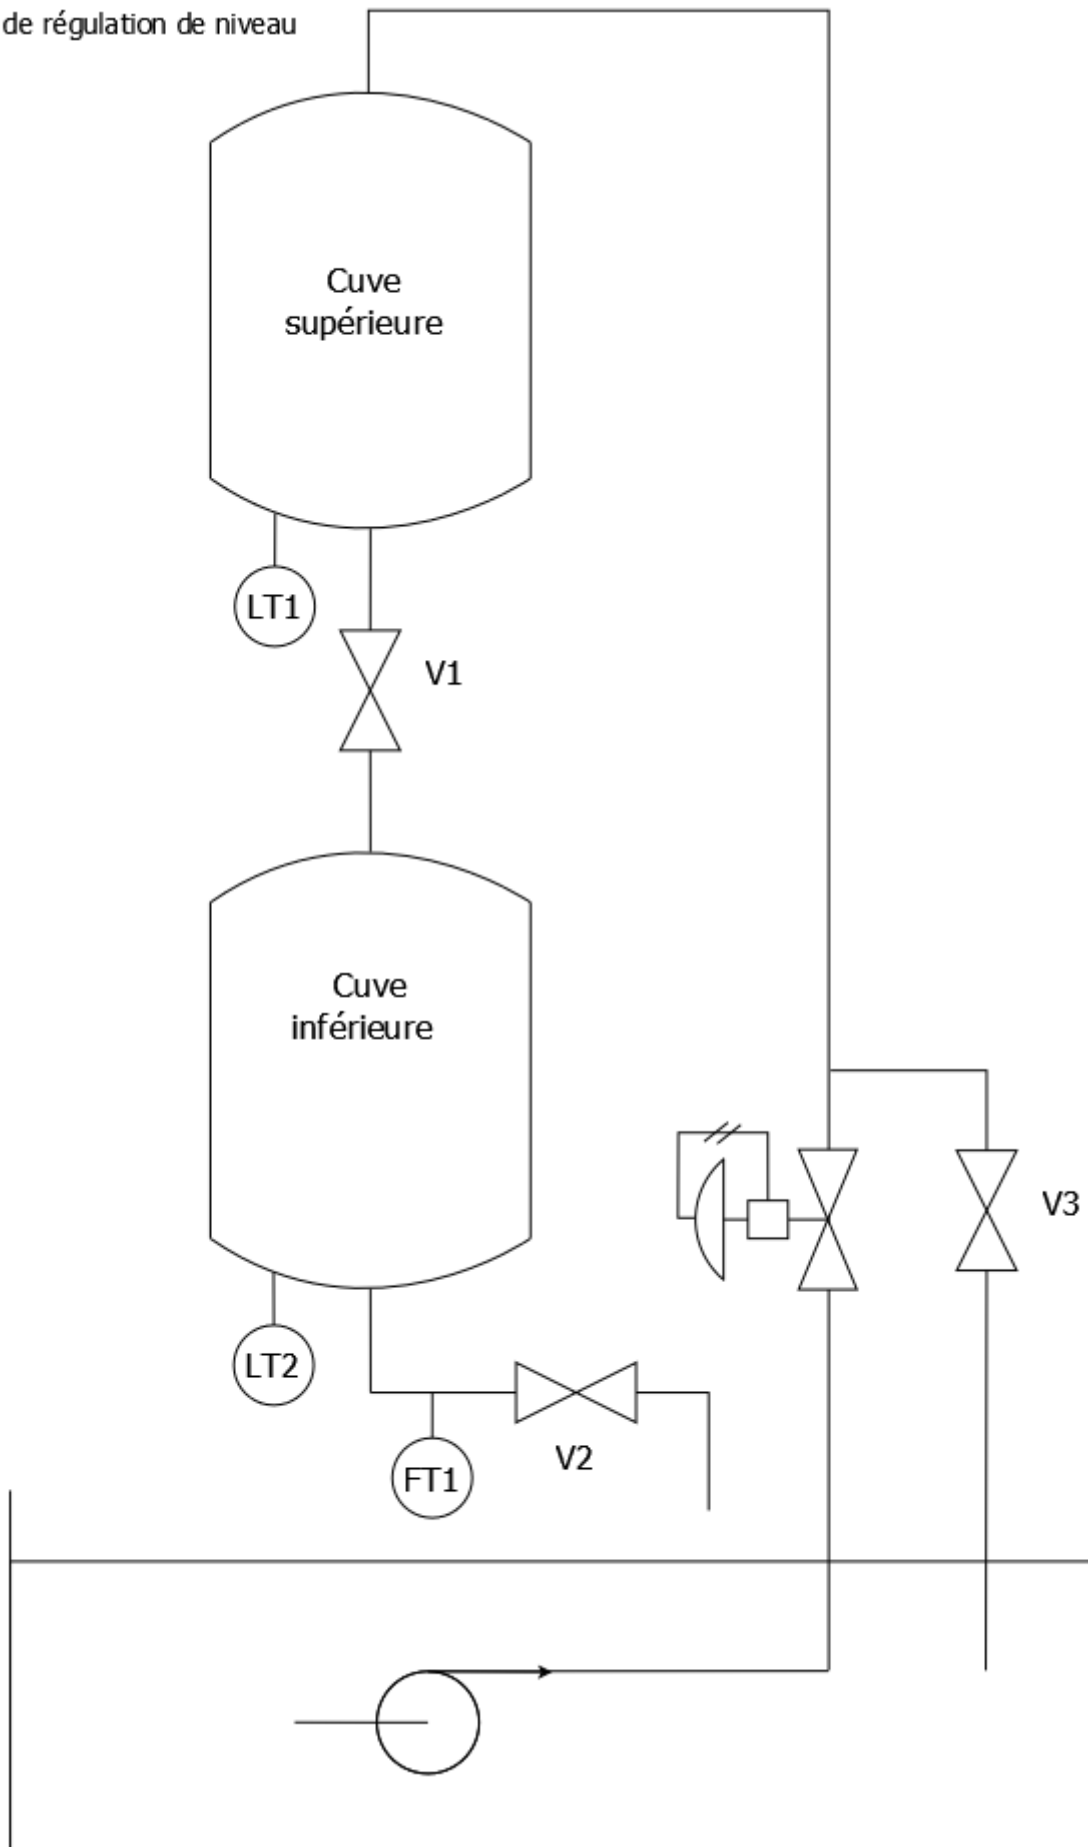 de régulation de niveau
Cuve
supérieure
LT1
V1
Cuve
inférieure
V3
LT2
V2
FT1